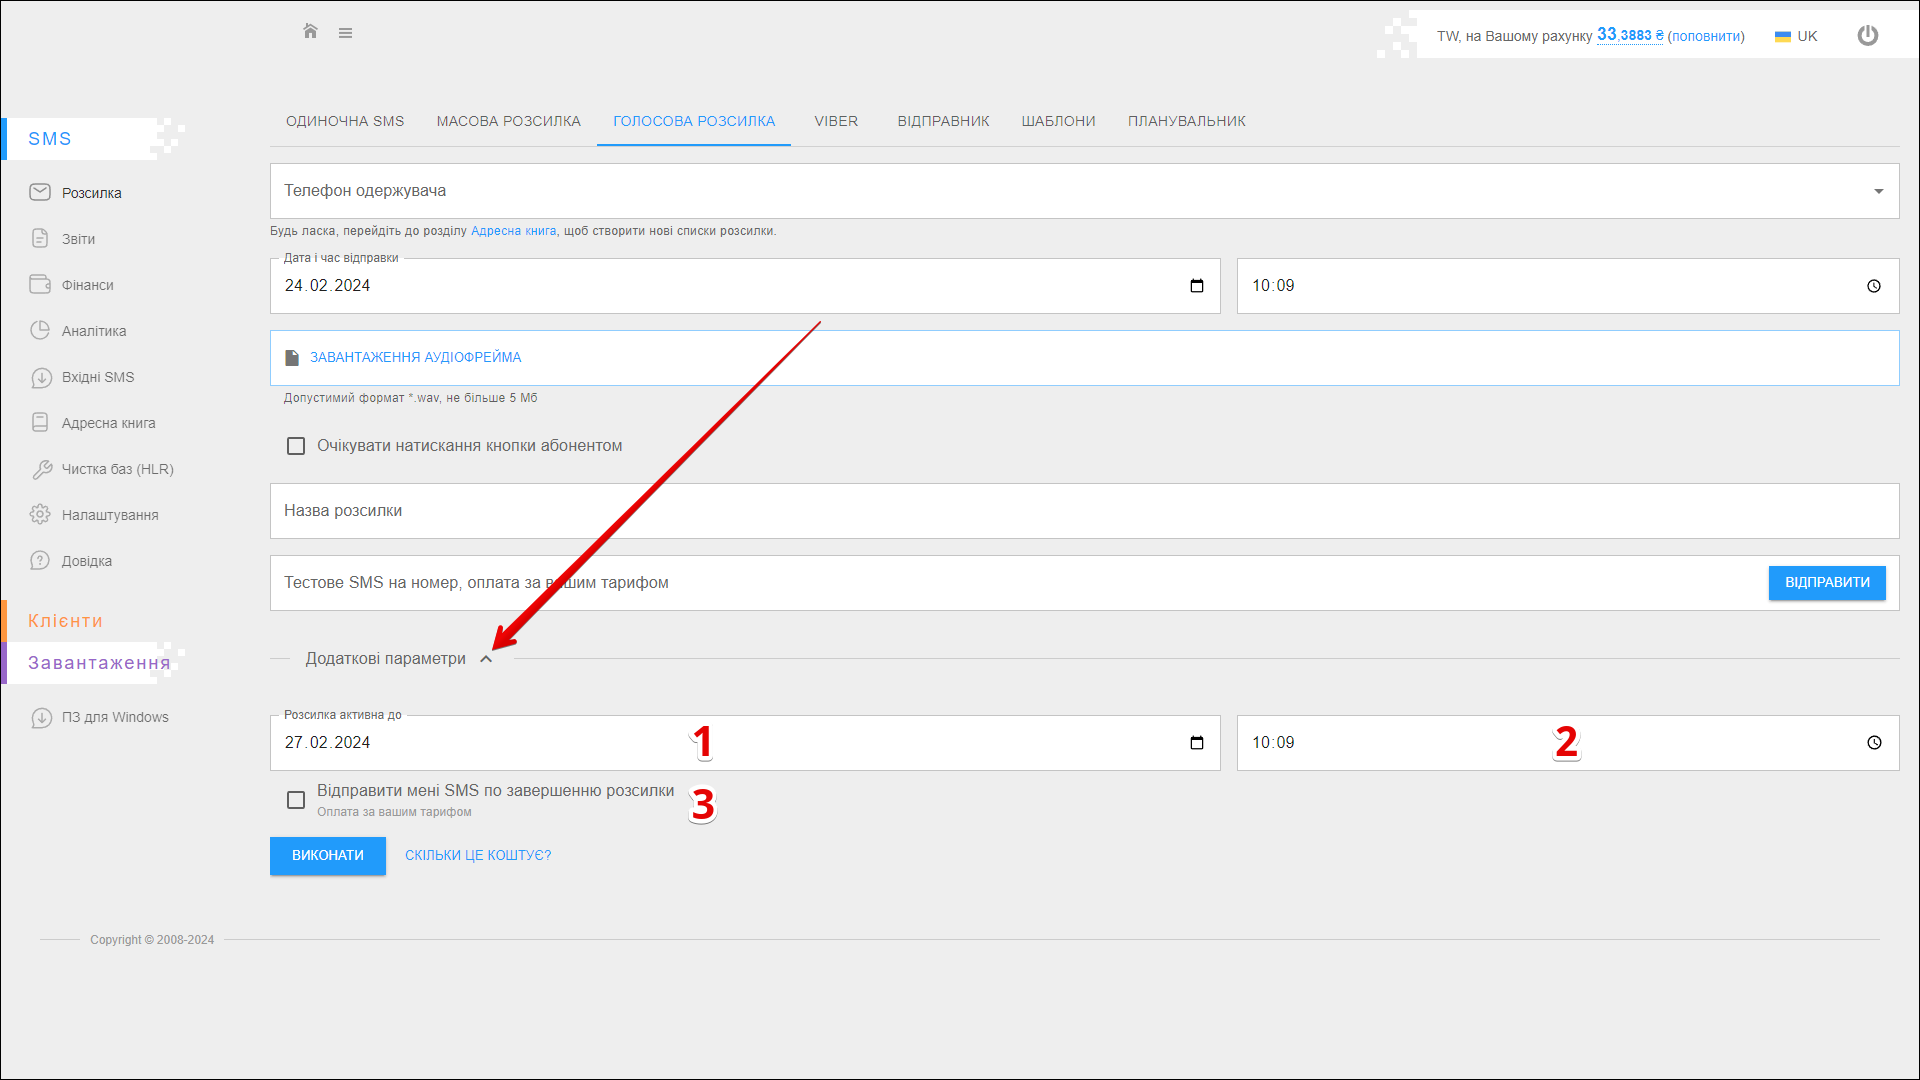 TW, на Вашому рахунку 33,3883 ₴ (поповнити)
UK
SMS
Розсилка
Звіти
Фінанси
Аналітика
Вхідні SMS
Адресна книга
Чистка баз (HLR)
Налаштування
Довідка
Клієнти
Завантаження
ПЗ для Windows
ОДИНОЧНА SMS
МАСОВА РОЗСИЛКА
ГОЛОСОВА РОЗСИЛКА
VIBER
ВІДПРАВНИК
ШАБЛОНИ
ПЛАНУВАЛЬНИК
Телефон одержувача
Будь ласка, перейдіть до розділу Адресна книга, щоб створити нові списки розсилки.
Дата і час відправки
24.02.2024
10:09
ЗАВАНТАЖЕННЯ АУДІОФРЕЙМА
Допустимий формат *.wav, не більше 5 Мб
Очікувати натискання кнопки абонентом
Назва розсилки
Тестове SMS на номер, оплата за вашим тарифом
ВІДПРАВИТИ
Додаткові параметри
Розсилка активна до
27.02.2024
1
10:09
2
Відправити мені SMS по завершенню розсилки
Оплата за вашим тарифом
3
ВИКОНАТИ
СКІЛЬКИ ЦЕ КОШТУЄ?
Copyright © 2008-2024